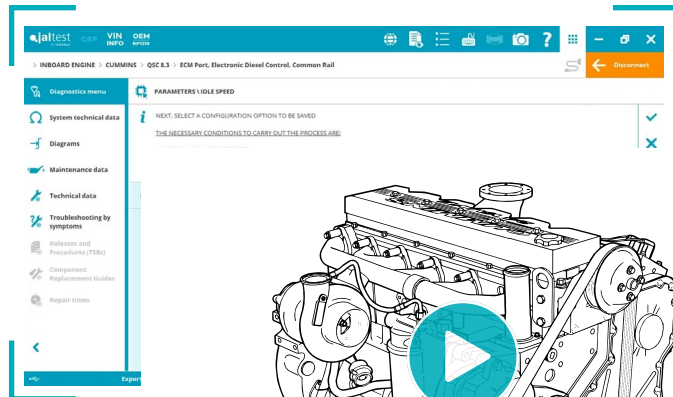 jaltest CRP VIN INFO OEM RP1210
> INBOARD ENGINE > CUMMINS > QSC 8.3 > ECM Port, Electronic Diesel Control, Common Rail
Disconnect
Diagnostics menu
PARAMETERS \ IDLE SPEED
System technical data
NEXT. SELECT A CONFIGURATION OPTION TO BE SAVED
THE NECESSARY CONDITIONS TO CARRY OUT THE PROCESS ARE:
Diagrams
Maintenance data
Technical data
Troubleshooting by
symptoms
Releases and
Procedures (TSBs)
Component
Replacement Guides
Repair times